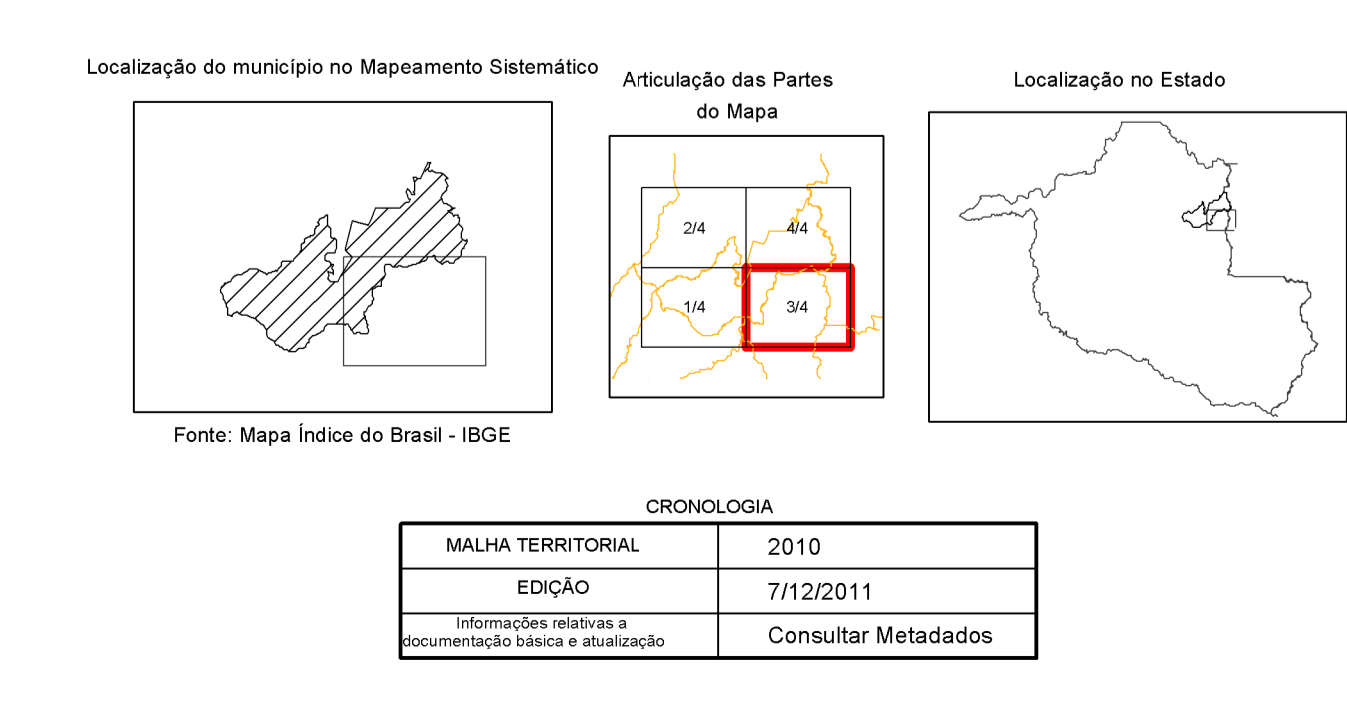 Localização do município no Mapeamento Sistemático
Articulação das Partes
do Mapa
Localização no Estado
2/4
4/4
1/4
3/4
Fonte: Mapa Índice do Brasil - IBGE
CRONOLOGIA
MALHA TERRITORIAL
2010
EDIÇÃO
7/12/2011
Informações relativas a
documentação básica e atualização
Consultar Metadados